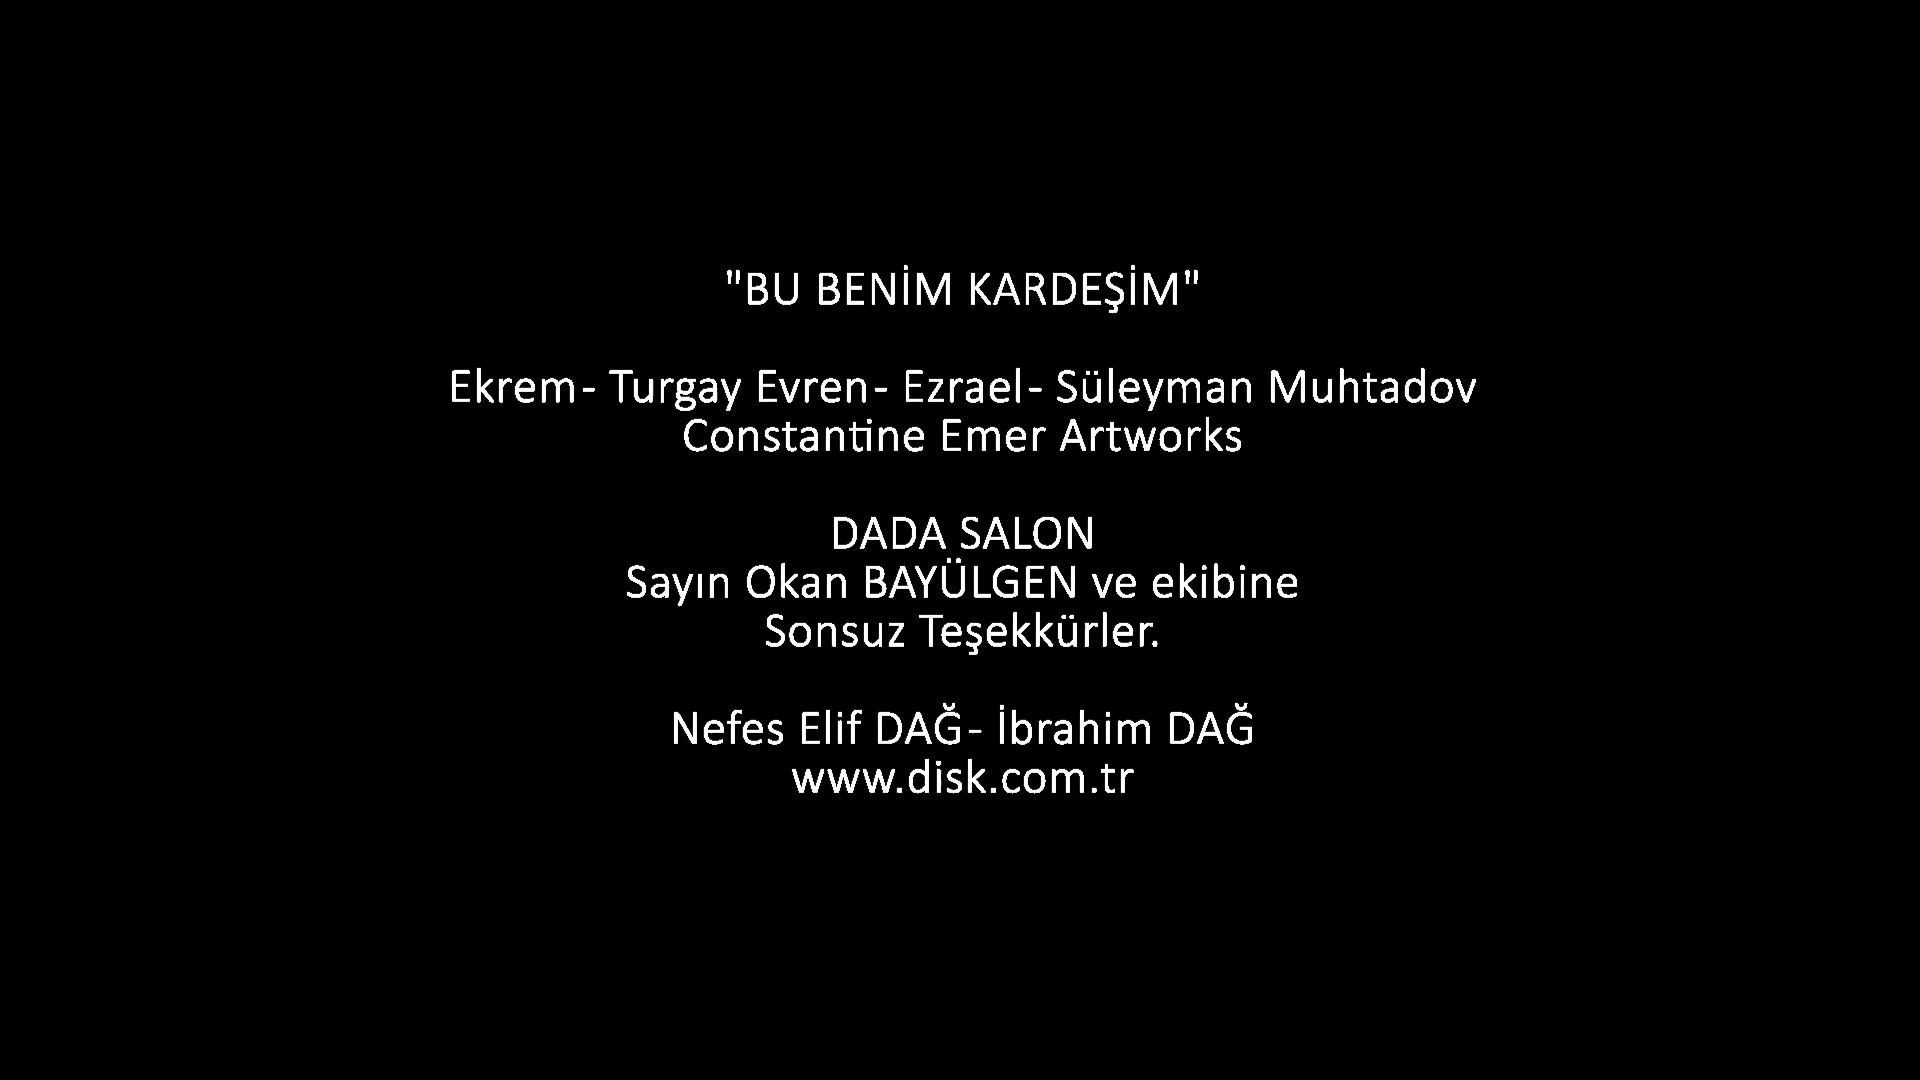 "BU BENİM KARDEŞİM"
Ekrem- Turgay Evren- Ezrael- Süleyman Muhtadov
Constantine Emer Artworks
DADA SALON
Sayın Okan BAYÜLGEN ve ekibine
Sonsuz Teşekkürler.
Nefes Elif DAĞ- İbrahim DAĞ
www.disk.com.tr